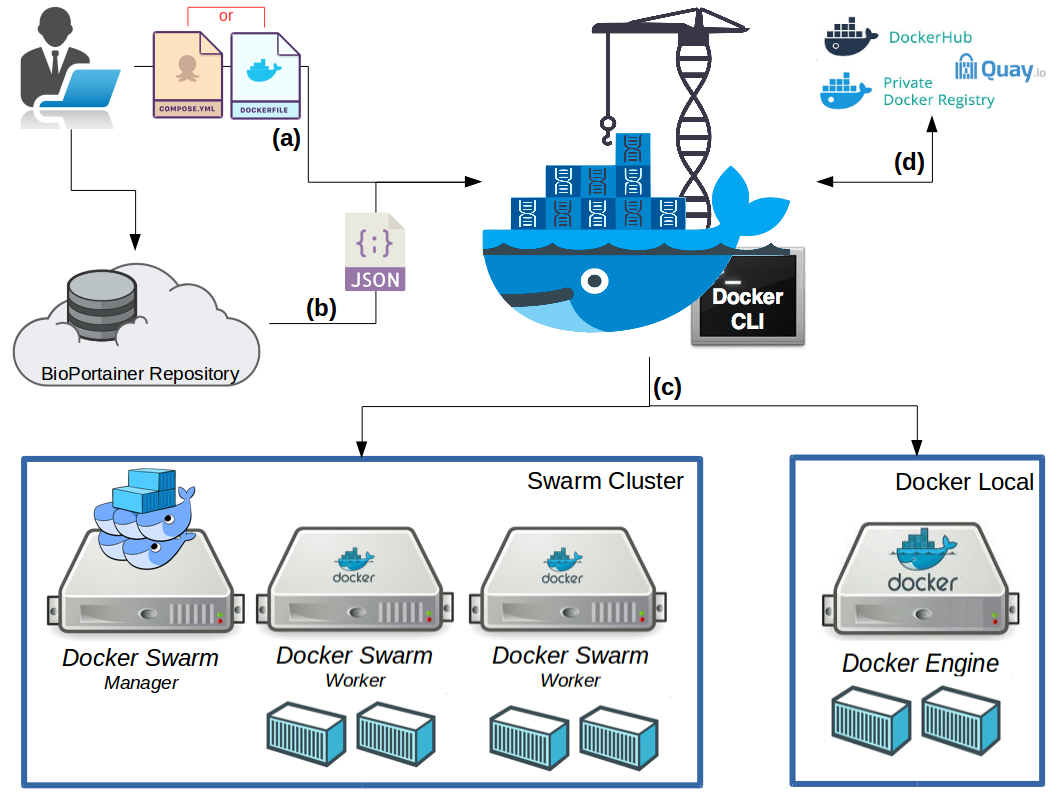 or
COMPOSE.YML
DOCKERFILE
(a)
DockerHub
Quay.io
Private
Docker Registry
(d)
{;}
JSON
(b)
BioPortainer Repository
_
Docker
CLI
(c)
Swarm Cluster
docker
docker
Docker Swarm
Manager
Docker Swarm
Worker
Docker Swarm
Worker
Docker Local
docker
Docker Engine